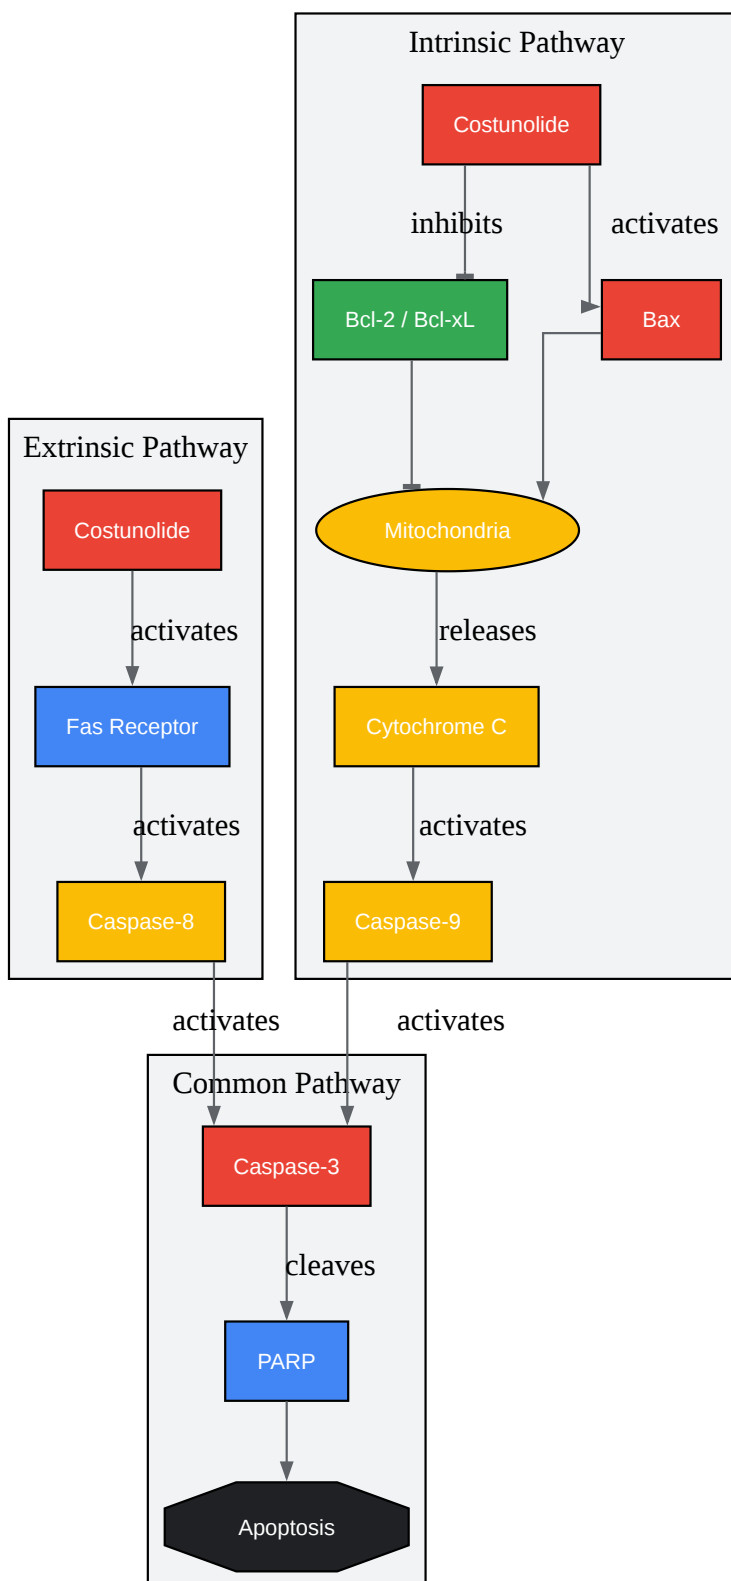 Intrinsic Pathway
Costunolide
inhibits
activates
Bcl-2 / Bcl-xL
Bax
Extrinsic Pathway
Costunolide
Mitochondria
activates
releases
Fas Receptor
Cytochrome C
activates
activates
Caspase-8
Caspase-9
activates
activates
Common Pathway
Caspase-3
cleaves
PARP
Apoptosis